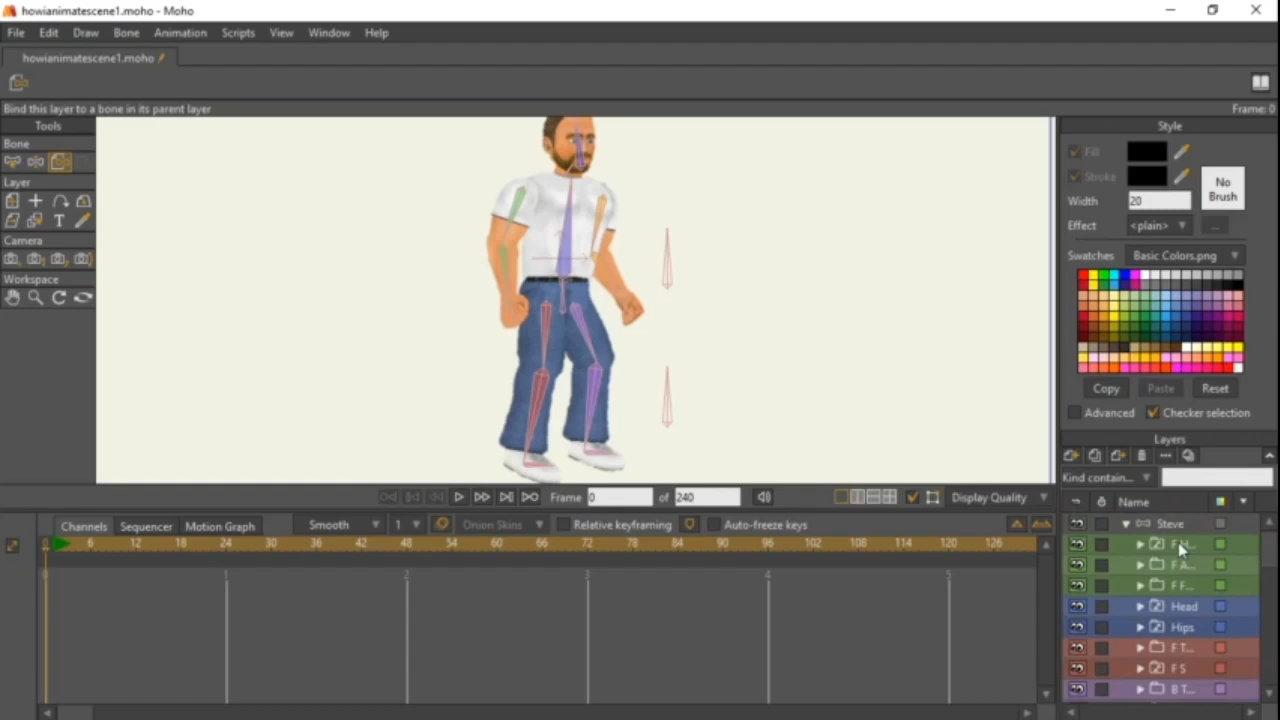 howianimatescene1.moho - Moho
File Edit Draw Bone Animation Scripts View Window Help
howianimatescene1.moho
Bind this layer to a bone in its parent layer Frame: 0
Tools
Bone
Layer
Camera
Workspace
Style
Fill
Stroke
No Brush
Width 20
Effect <plain> ...
Swatches Basic Colors.png
Copy Paste Reset
Advanced Checker selection
Layers
Kind contain...
Name
Steve
F H...
F A...
F F...
Head
Hips
F T...
F S
B T...
Frame 0 of 240 Display Quality
Channels Sequencer Motion Graph Smooth 1 Onion Skins Relative keyframing Auto-freeze keys
0 6 12 18 24 30 36 42 48 54 60 66 72 78 84 90 96 102 108 114 120 126
0 1 2 3 4 5